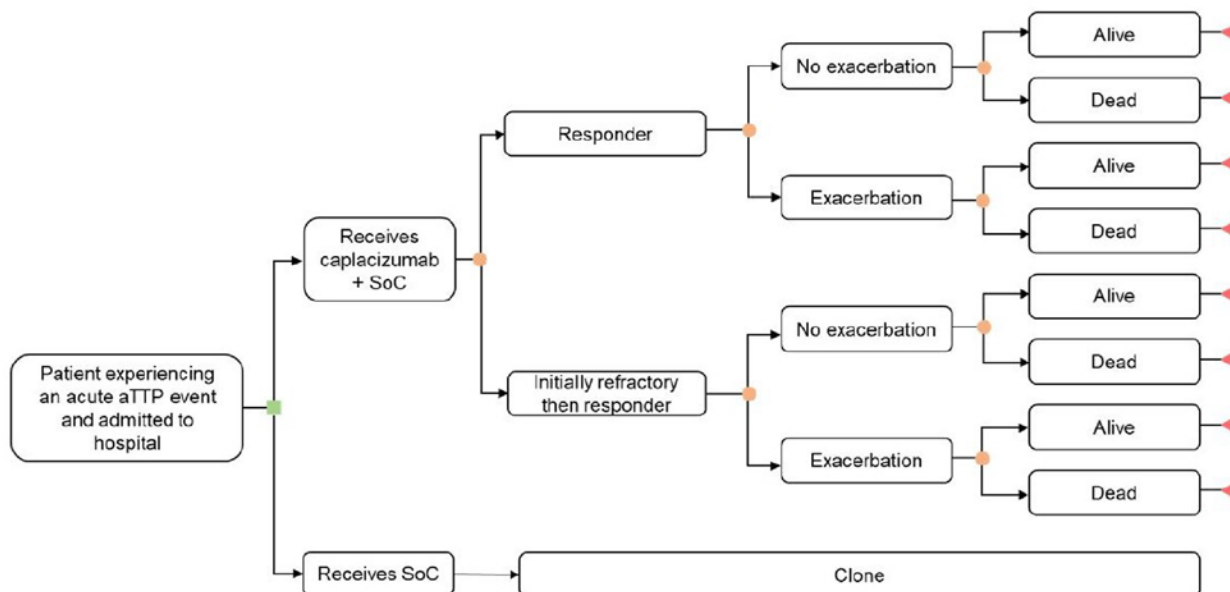 Patient experiencing
an acute aTTP event
and admitted to
hospital
Receives
caplacizumab
+ SoC
Responder
No exacerbation
Alive
Dead
Exacerbation
Alive
Dead
Initially refractory
then responder
No exacerbation
Alive
Dead
Exacerbation
Alive
Dead
Receives SoC
Clone